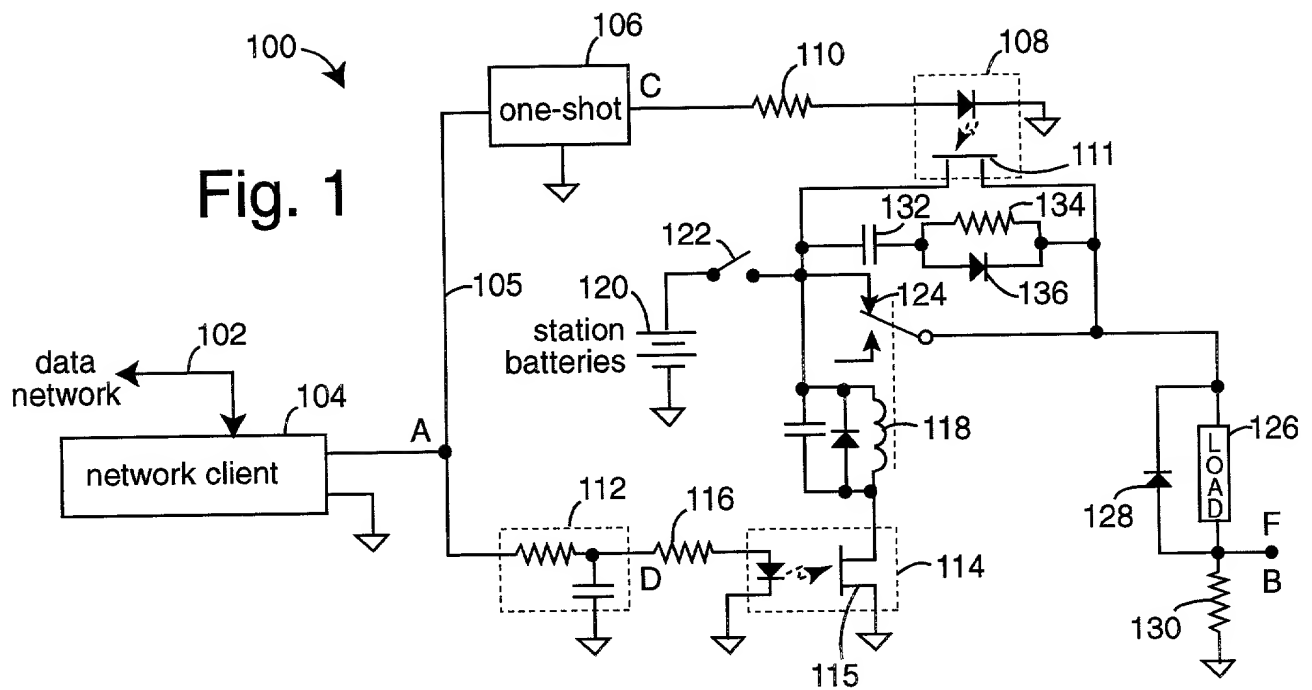 100
106
one-shot
C
110
108
111
Fig. 1
132
134
122
136
105
120
124
station
batteries
102
data
network
104
A
network client
118
126
LOAD
128
112
116
D
114
F
B
130
115